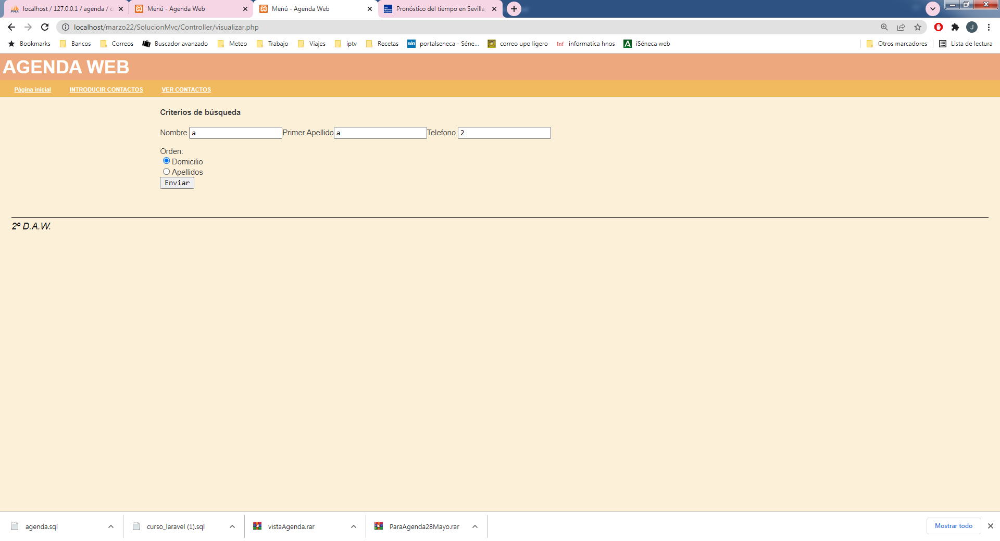 localhost / 127.0.0.1 / agenda / c
Menú - Agenda Web
Menú - Agenda Web
Pronóstico del tiempo en Sevilla,
localhost/marzo22/SolucionMvc/Controller/visualizar.php
J
Bookmarks Bancos Correos Buscador avanzado Meteo Trabajo Viajes iptv Recetas sén portalseneca - Séne... correo upo ligero Inf informatica hnos iSéneca web Otros marcadores Lista de lectura
AGENDA WEB
Página inicial INTRODUCIR CONTACTOS VER CONTACTOS
Criterios de búsqueda
Nombre a Primer Apellido a Telefono 2
Orden:
Domicilio
Apellidos
Enviar
2º D.A.W.
agenda.sql curso_laravel (1).sql vistaAgenda.rar ParaAgenda28Mayo.rar Mostrar todo